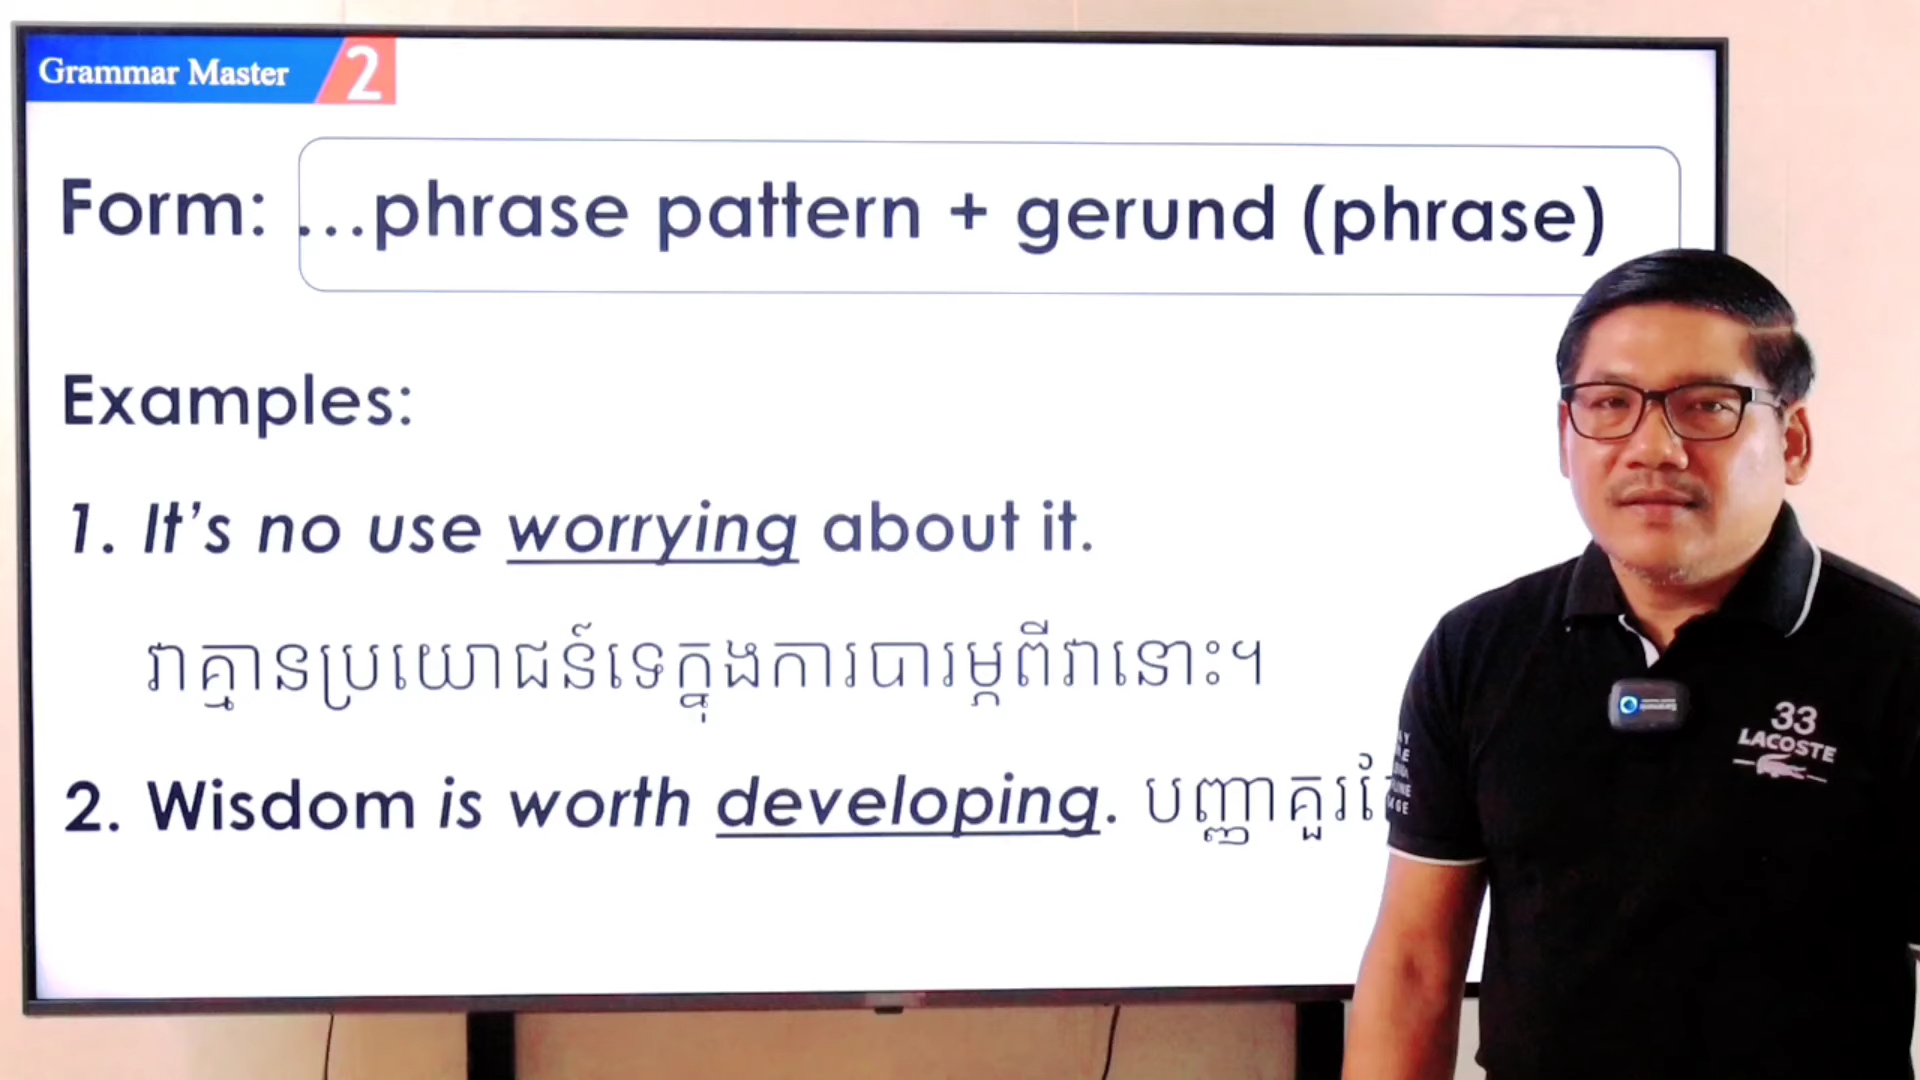 Grammar Master 2
Form: ...phrase pattern + gerund (phrase)
Examples:
1. It's no use worrying about it.
វាគ្មានប្រយោជន៍ទេក្នុងការបារម្ភពីវានោះ។
2. Wisdom is worth developing. បញ្ញាគួរ
33
LACOSTE